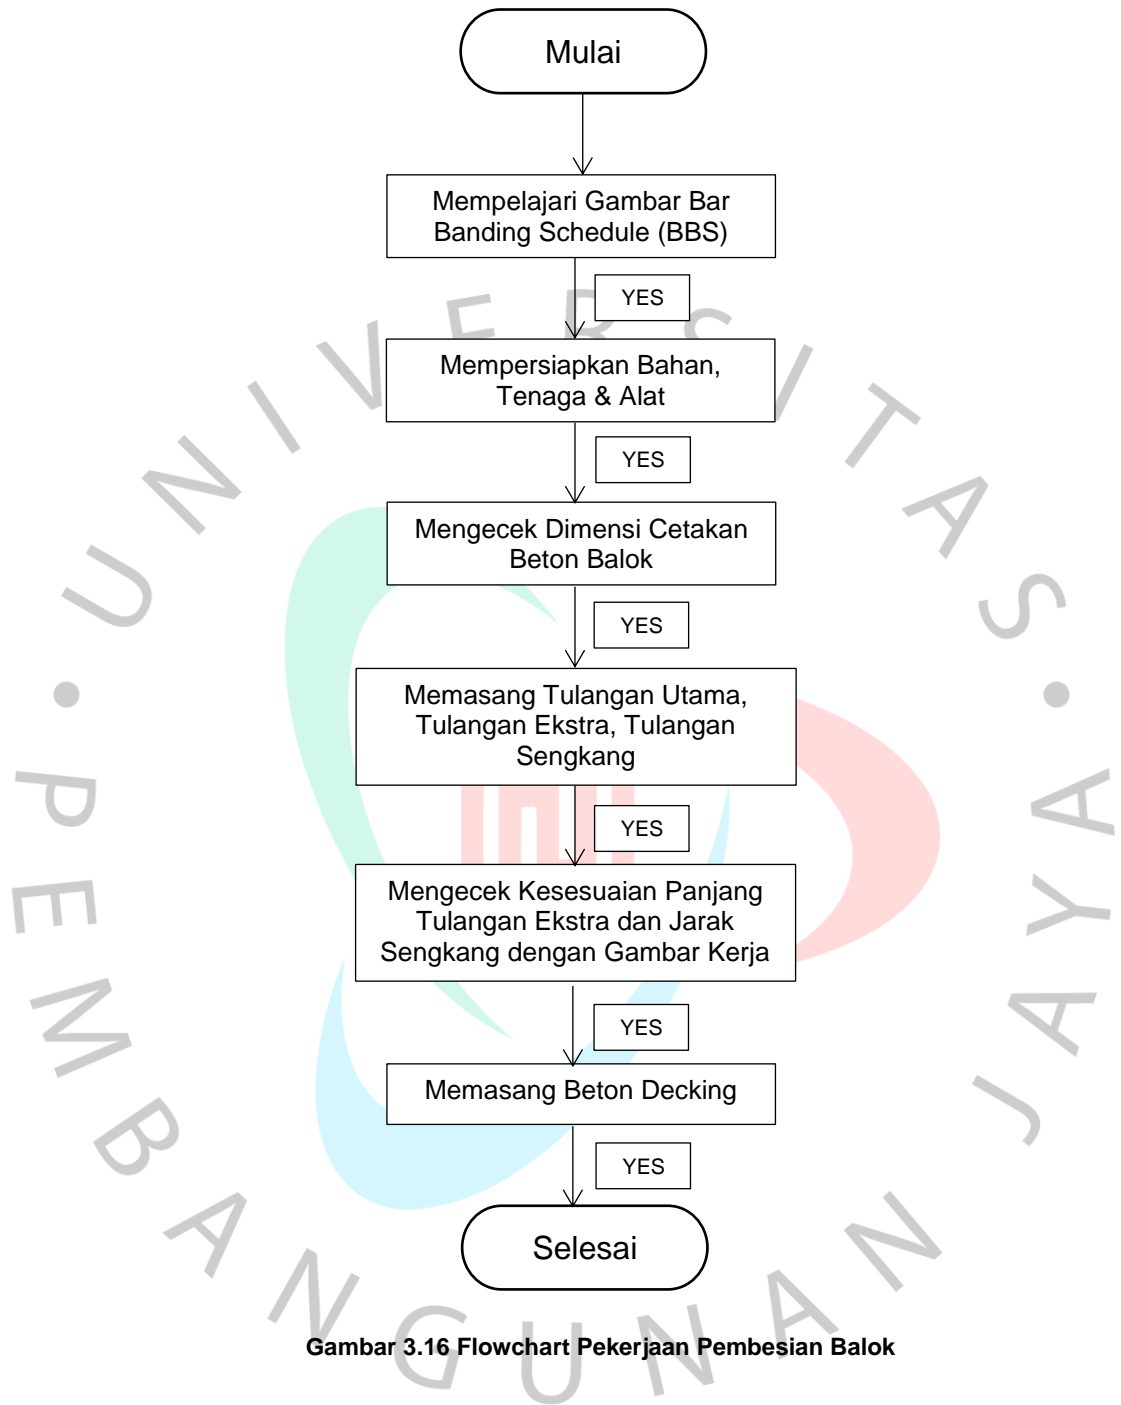 Mulai
Mempelajari Gambar Bar
Banding Schedule (BBS)
YES
Mempersiapkan Bahan,
Tenaga & Alat
YES
Mengecek Dimensi Cetakan
Beton Balok
YES
Memasang Tulangan Utama,
Tulangan Ekstra, Tulangan
Sengkang
YES
Mengecek Kesesuaian Panjang
Tulangan Ekstra dan Jarak
Sengkang dengan Gambar Kerja
YES
Memasang Beton Decking
YES
Selesai
Gambar 3.16 Flowchart Pekerjaan Pembesian Balok
UNIVERSITAS
PEMBANGUNAN JAYA